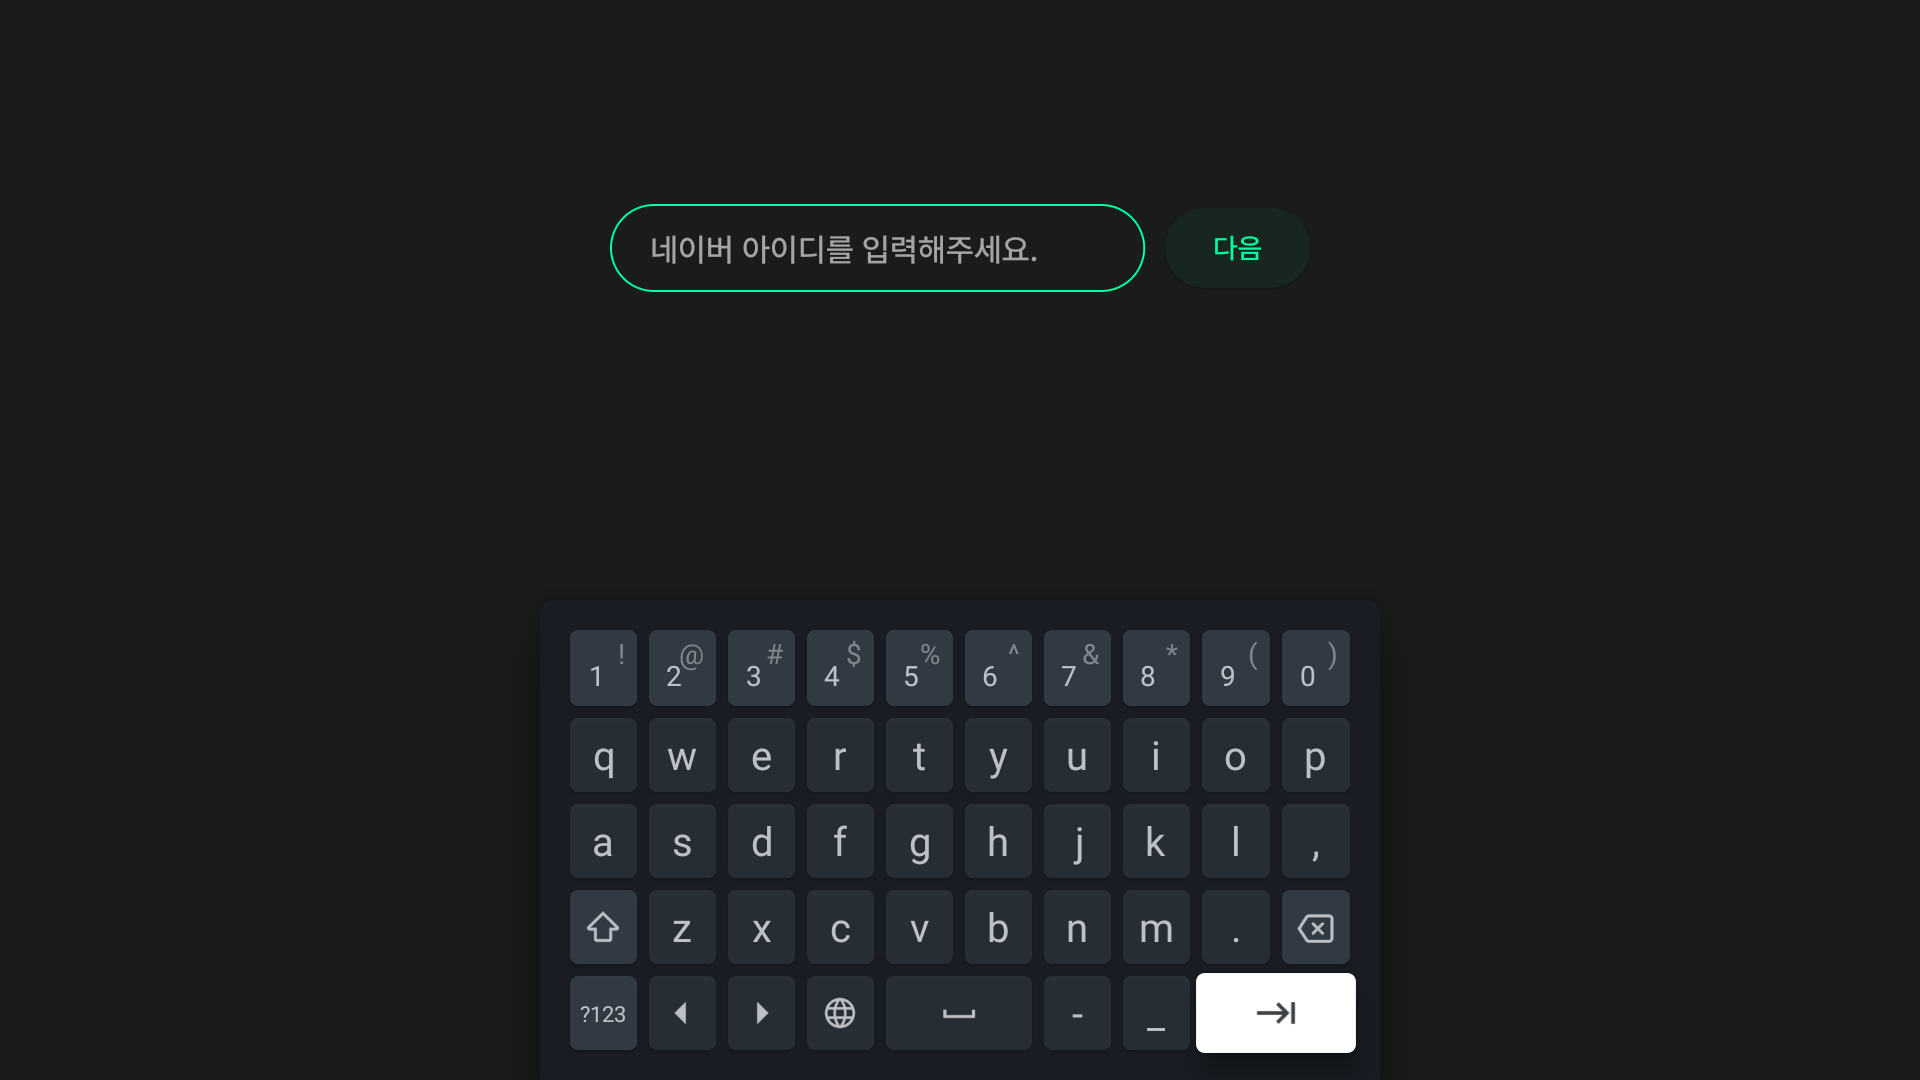 네이버 아이디를 입력해주세요.
다음
1 ! 2 @ 3 # 4 $ 5 % 6 ^ 7 & 8 * 9 ( 0 )
q w e r t y u i o p
a s d f g h j k l ,
z x c v b n m .
?123 - _